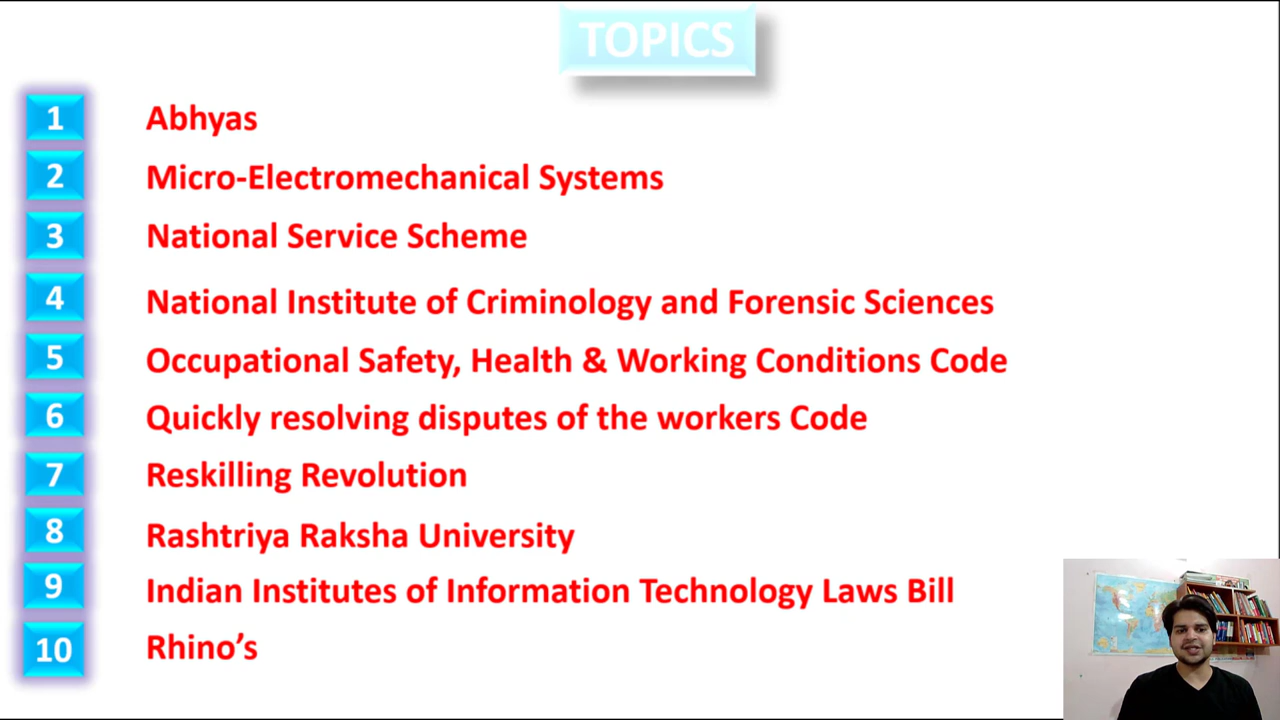 TOPICS
1 Abhyas
2 Micro-Electromechanical Systems
3 National Service Scheme
4 National Institute of Criminology and Forensic Sciences
5 Occupational Safety, Health & Working Conditions Code
6 Quickly resolving disputes of the workers Code
7 Reskilling Revolution
8 Rashtriya Raksha University
9 Indian Institutes of Information Technology Laws Bill
10 Rhino’s